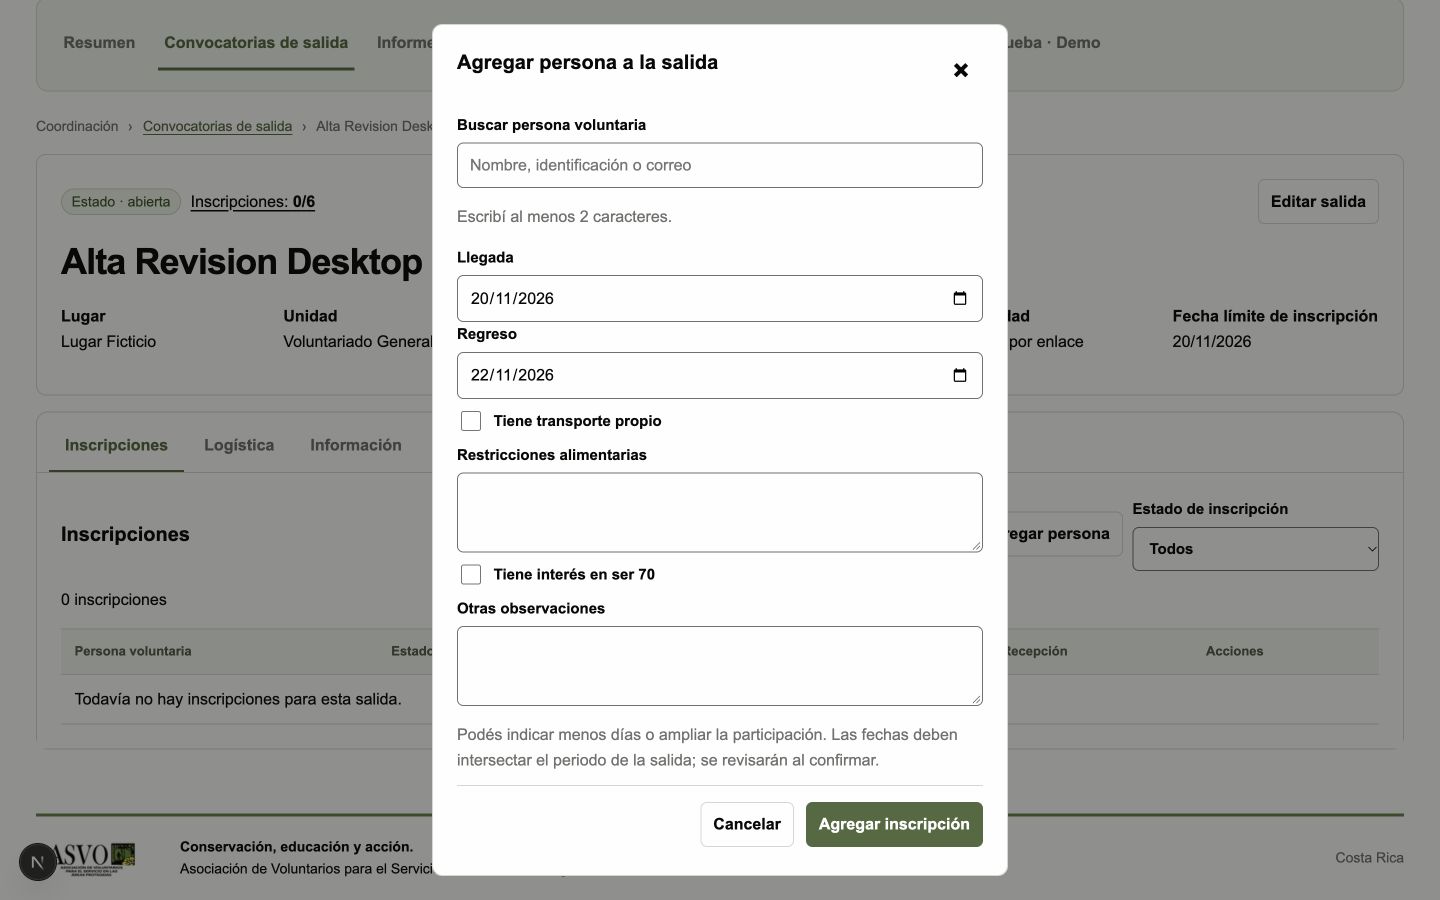 Resumen
Convocatorias de salida
Informe
ueba · Demo
Coordinación › Convocatorias de salida › Alta Revision Desk
Estado · abierta
Inscripciones: 0/6
Editar salida
Alta Revision Desktop
Lugar
Lugar Ficticio
Unidad
Voluntariado General
dad
por enlace
Fecha límite de inscripción
20/11/2026
Inscripciones
Logística
Información
Inscripciones
regar persona
Estado de inscripción
Todos
0 inscripciones
Persona voluntaria
Estado
Recepción
Acciones
Todavía no hay inscripciones para esta salida.
Agregar persona a la salida
Buscar persona voluntaria
Nombre, identificación o correo
Escribí al menos 2 caracteres.
Llegada
20/11/2026
Regreso
22/11/2026
Tiene transporte propio
Restricciones alimentarias
Tiene interés en ser 70
Otras observaciones
Podés indicar menos días o ampliar la participación. Las fechas deben
intersectar el periodo de la salida; se revisarán al confirmar.
Cancelar
Agregar inscripción
N
ASVO
Conservación, educación y acción.
Asociación de Voluntarios para el Servici
Costa Rica